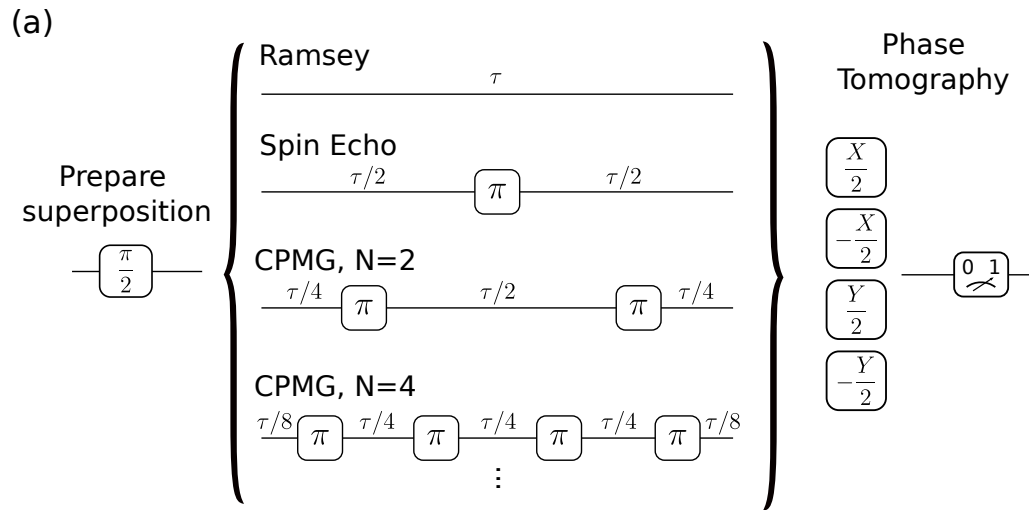 (a)
Prepare
superposition
π/2
Ramsey
τ
Spin Echo
τ/2 π τ/2
CPMG, N=2
τ/4 π τ/2 π τ/4
CPMG, N=4
τ/8 π τ/4 π τ/4 π τ/4 π τ/8
⋮
Phase
Tomography
X/2
-X/2
Y/2
-Y/2
0 1